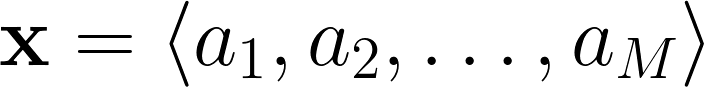 𝐱 = ⟨a₁, a₂, . . . , a_M⟩